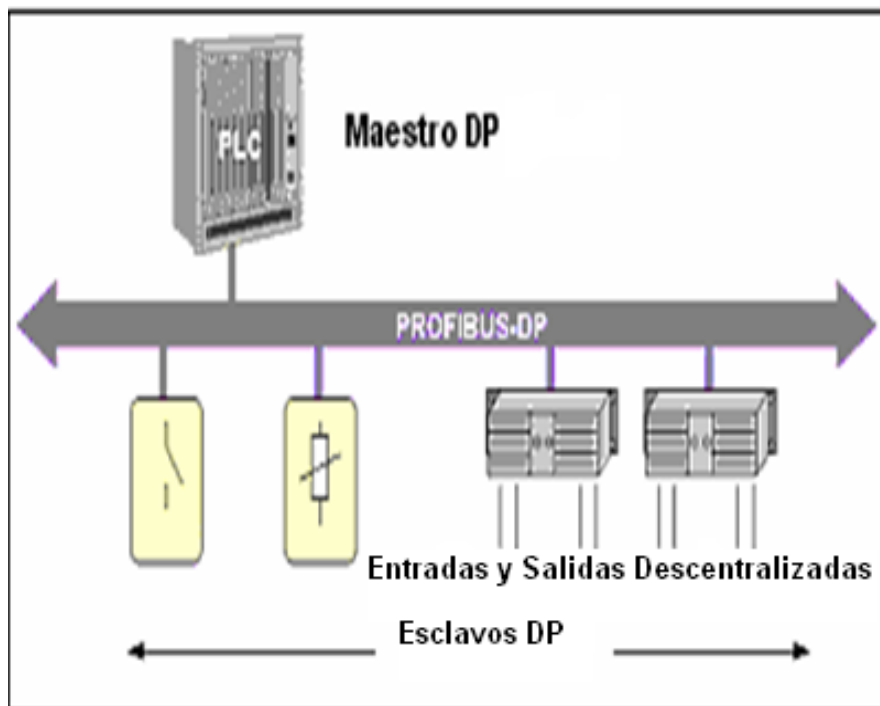 PLC
Maestro DP
PROFIBUS-DP
Entradas y Salidas Descentralizadas
Esclavos DP